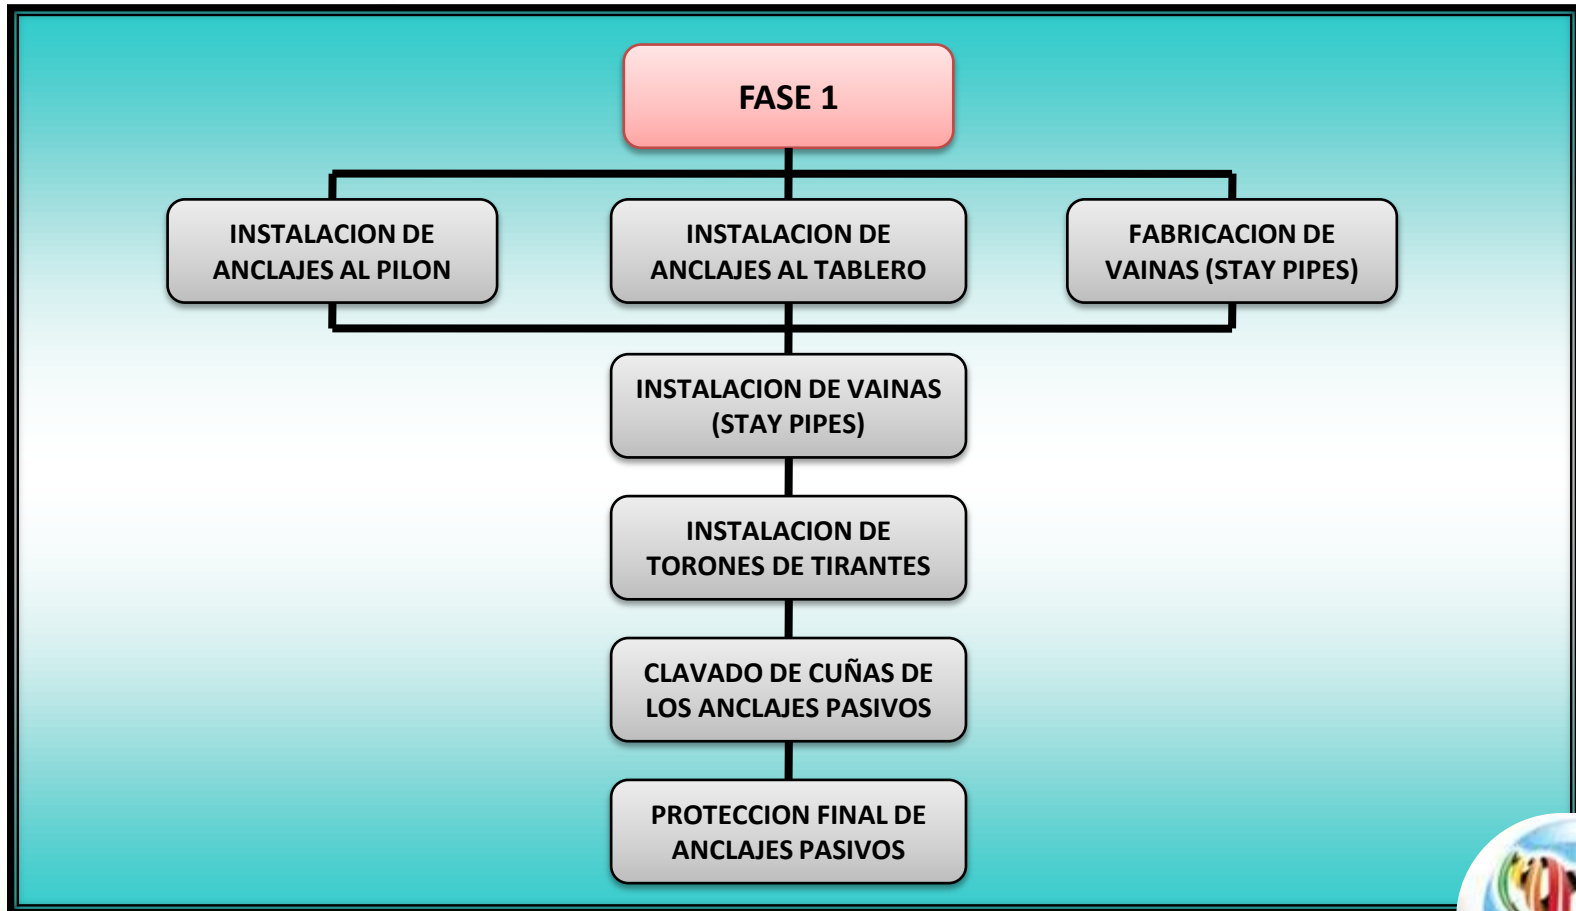 FASE 1
INSTALACION DE
ANCLAJES AL PILON
INSTALACION DE
ANCLAJES AL TABLERO
FABRICACION DE
VAINAS (STAY PIPES)
INSTALACION DE VAINAS
(STAY PIPES)
INSTALACION DE
TORONES DE TIRANTES
CLAVADO DE CUÑAS DE
LOS ANCLAJES PASIVOS
PROTECCION FINAL DE
ANCLAJES PASIVOS